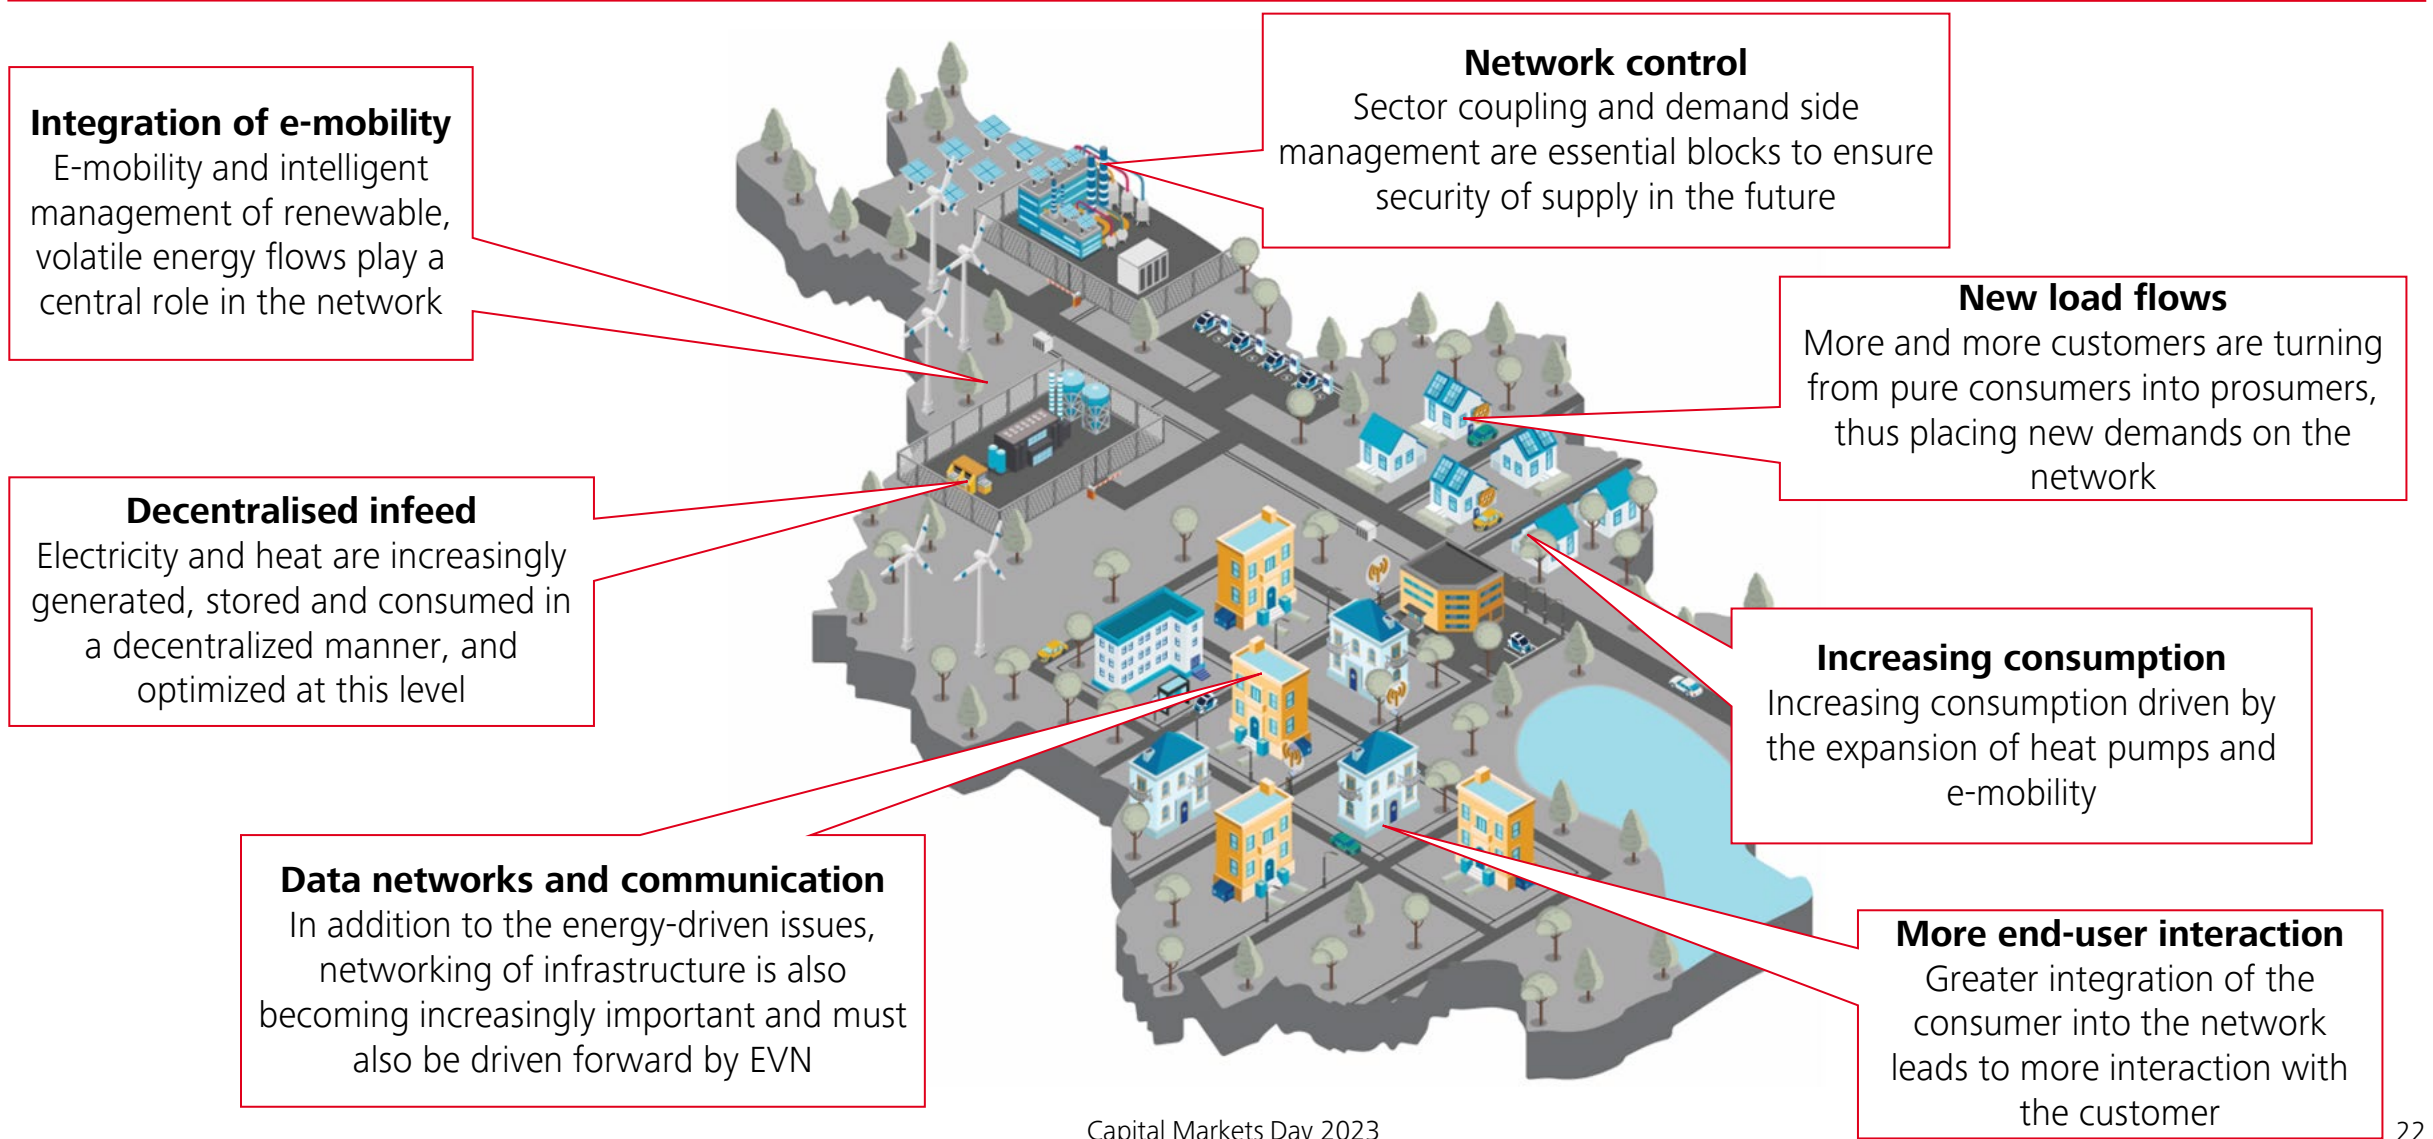 Network control
Sector coupling and demand side
management are essential blocks to ensure
security of supply in the future
Integration of e-mobility
E-mobility and intelligent
management of renewable,
volatile energy flows play a
central role in the network
New load flows
More and more customers are turning
from pure consumers into prosumers,
thus placing new demands on the
network
Decentralised infeed
Electricity and heat are increasingly
generated, stored and consumed in
a decentralized manner, and
optimized at this level
Increasing consumption
Increasing consumption driven by
the expansion of heat pumps and
e-mobility
Data networks and communication
In addition to the energy-driven issues,
networking of infrastructure is also
becoming increasingly important and must
also be driven forward by EVN
More end-user interaction
Greater integration of the
consumer into the network
leads to more interaction with
the customer
Capital Markets Day 2023
22